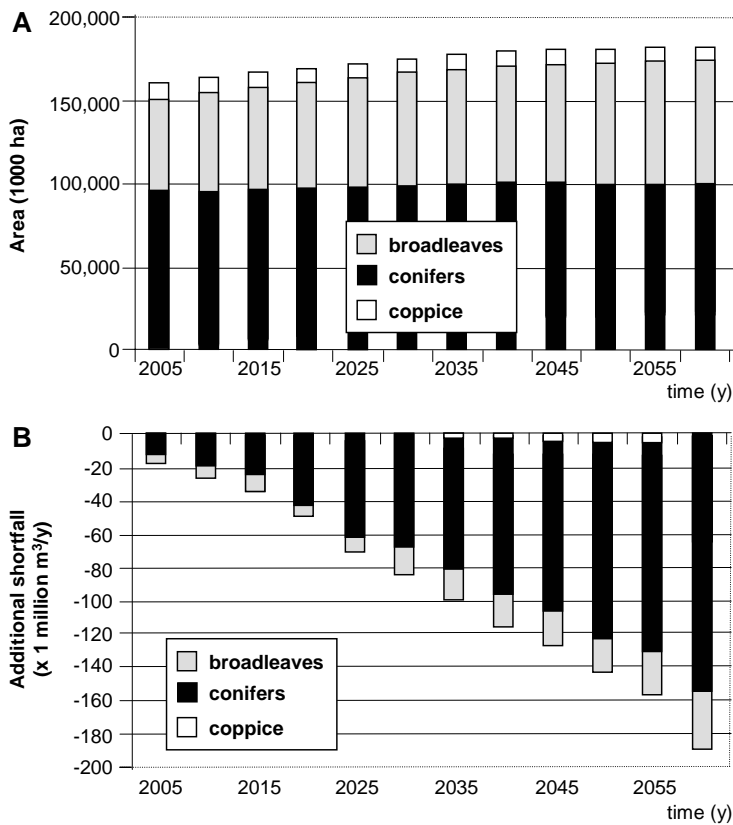 A
200,000
150,000
100,000
50,000
0
Area (1000 ha)
broadleaves
conifers
coppice
2005 2015 2025 2035 2045 2055
time (y)
B
0
-20
-40
-60
-80
-100
-120
-140
-160
-180
-200
Additional shortfall
(x 1 million m³/y)
broadleaves
conifers
coppice
2005 2015 2025 2035 2045 2055
time (y)